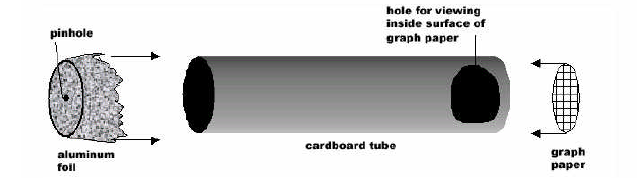 pinhole
hole for viewing
inside surface of
graph paper
aluminum
foil
cardboard tube
graph
paper